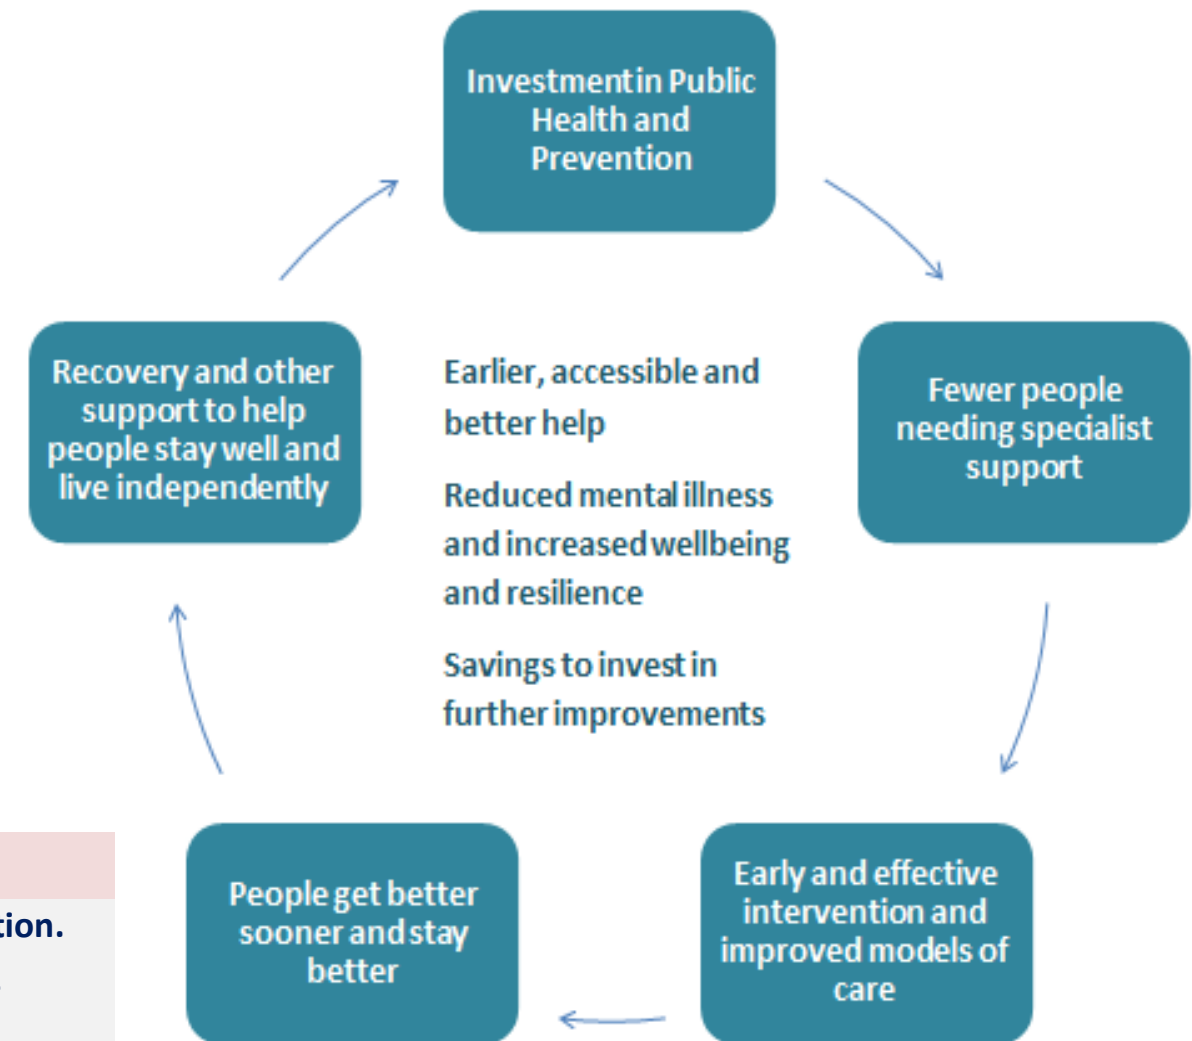 Investmentin Public
Health and
Prevention
Recovery and other
support to help
people stay well and
live independently
Earlier, accessible and
better help
Reduced mental illness
and increased wellbeing
and resilience
Savings to invest in
further improvements
Fewer people
needing specialist
support
People get better
sooner and stay
better
Early and effective
intervention and
improved models of
care
tion.